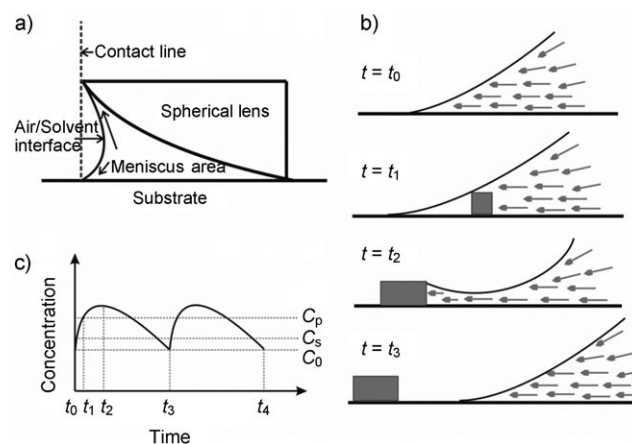 a)
Contact line
Spherical lens
Air/Solvent
interface
Meniscus area
Substrate
b)
t = t0
t = t1
t = t2
t = t3
c)
Concentration
Cp
Cs
C0
t0 t1 t2 t3 t4
Time